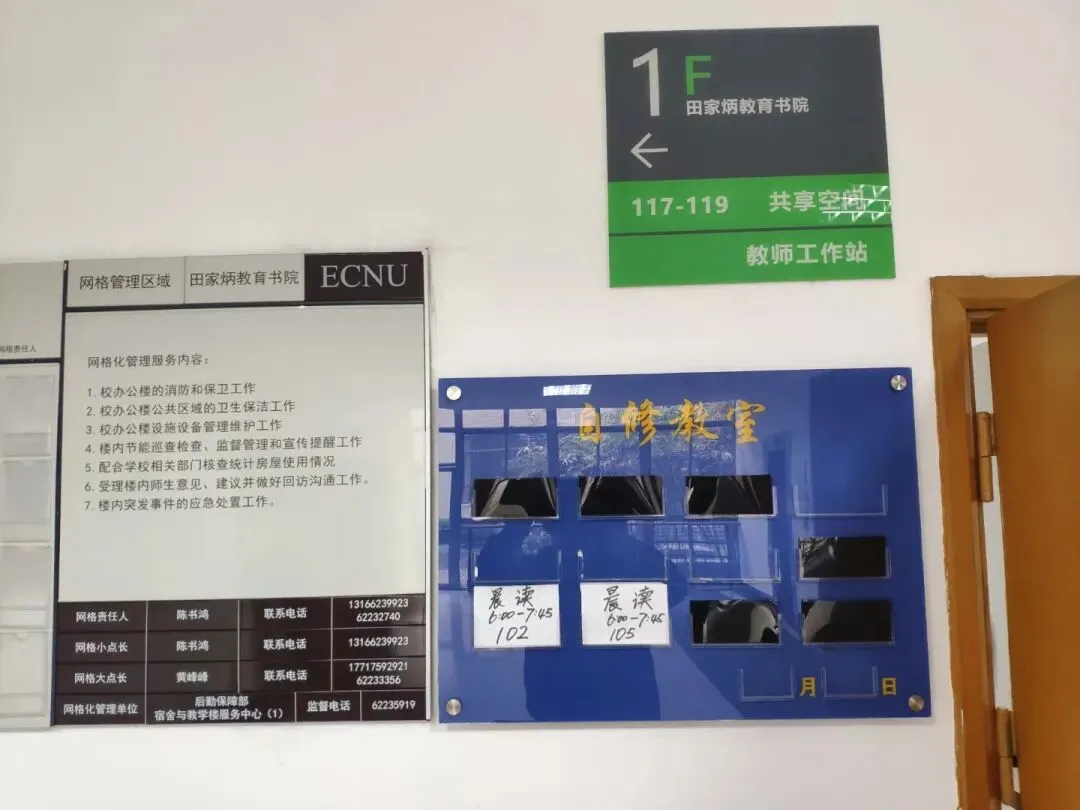 1F
田家炳教育书院
←
117-119 共享空间
教师工作站
网格责任人
网格管理区域 田家炳教育书院 ECNU
网格化管理服务内容：
1. 校办公楼的消防和保卫工作
2. 校办公楼公共区域的卫生保洁工作
3. 校办公楼设施设备管理维护工作
4. 楼内节能巡查检查、监督管理和宣传提醒工作
5. 配合学校相关部门核查统计房屋使用情况
6. 受理楼内师生意见、建议并做好回访沟通工作。
7. 楼内突发事件的应急处置工作。
网格责任人 陈书鸿 联系电话 13166239923
62232740
网格小点长 陈书鸿 联系电话 13166239923
网格大点长 黄峰峰 联系电话 17717592921
62233356
网格化管理单位 后勤保障部
宿舍与教学楼服务中心（1） 监督电话 62235919
自修教室
晨读
6:00-7:45
102
晨读
6:00-7:45
105
月 日